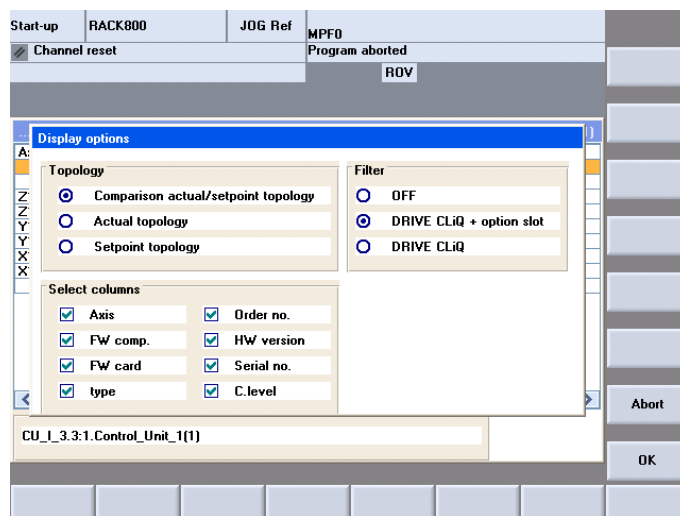 Start-up RACK800 JOG Ref MPF0
Channel reset Program aborted
ROV
Display options
Topology
Comparison actual/setpoint topology
Actual topology
Setpoint topology
Filter
OFF
DRIVE CLiQ + option slot
DRIVE CLiQ
Select columns
Axis Order no.
FW comp. HW version
FW card Serial no.
type C.level
Abort
CU_I_3.3:1.Control_Unit_1(1)
OK